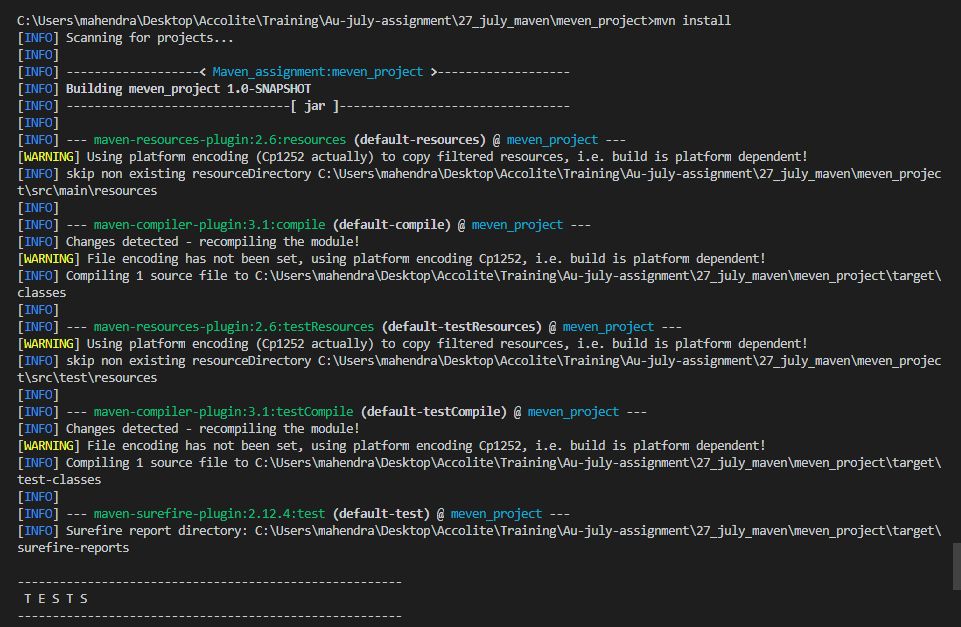 C:\Users\mahendra\Desktop\Accolite\Training\Au-july-assignment\27_july_maven\meven_project>mvn install
[INFO] Scanning for projects...
[INFO]
[INFO] -------------------< Maven_assignment:meven_project >-------------------
[INFO] Building meven_project 1.0-SNAPSHOT
[INFO] --------------------------------[ jar ]---------------------------------
[INFO]
[INFO] --- maven-resources-plugin:2.6:resources (default-resources) @ meven_project ---
[WARNING] Using platform encoding (Cp1252 actually) to copy filtered resources, i.e. build is platform dependent!
[INFO] skip non existing resourceDirectory C:\Users\mahendra\Desktop\Accolite\Training\Au-july-assignment\27_july_maven\meven_projec
t\src\main\resources
[INFO]
[INFO] --- maven-compiler-plugin:3.1:compile (default-compile) @ meven_project ---
[INFO] Changes detected - recompiling the module!
[WARNING] File encoding has not been set, using platform encoding Cp1252, i.e. build is platform dependent!
[INFO] Compiling 1 source file to C:\Users\mahendra\Desktop\Accolite\Training\Au-july-assignment\27_july_maven\meven_project\target\
classes
[INFO]
[INFO] --- maven-resources-plugin:2.6:testResources (default-testResources) @ meven_project ---
[WARNING] Using platform encoding (Cp1252 actually) to copy filtered resources, i.e. build is platform dependent!
[INFO] skip non existing resourceDirectory C:\Users\mahendra\Desktop\Accolite\Training\Au-july-assignment\27_july_maven\meven_projec
t\src\test\resources
[INFO]
[INFO] --- maven-compiler-plugin:3.1:testCompile (default-testCompile) @ meven_project ---
[INFO] Changes detected - recompiling the module!
[WARNING] File encoding has not been set, using platform encoding Cp1252, i.e. build is platform dependent!
[INFO] Compiling 1 source file to C:\Users\mahendra\Desktop\Accolite\Training\Au-july-assignment\27_july_maven\meven_project\target\
test-classes
[INFO]
[INFO] --- maven-surefire-plugin:2.12.4:test (default-test) @ meven_project ---
[INFO] Surefire report directory: C:\Users\mahendra\Desktop\Accolite\Training\Au-july-assignment\27_july_maven\meven_project\target\
surefire-reports
-------------------------------------------------------
T E S T S
-------------------------------------------------------